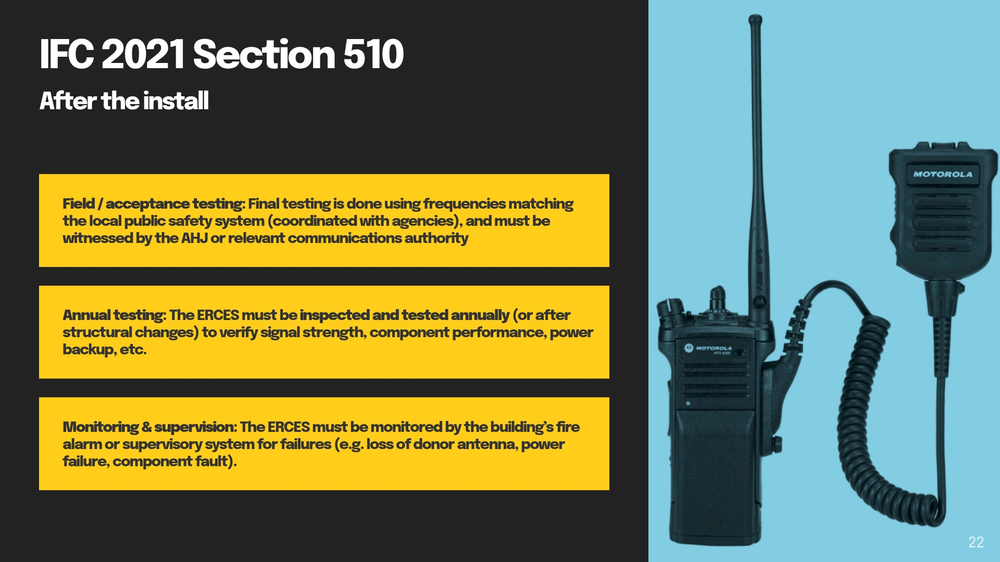 IFC 2021 Section 510
After the install
Field / acceptance testing: Final testing is done using frequencies matching
the local public safety system (coordinated with agencies), and must be
witnessed by the AHJ or relevant communications authority
Annual testing: The ERCES must be inspected and tested annually (or after
structural changes) to verify signal strength, component performance, power
backup, etc.
Monitoring & supervision: The ERCES must be monitored by the building’s fire
alarm or supervisory system for failures (e.g. loss of donor antenna, power
failure, component fault).
MOTOROLA
7-800 GPS
MOTOROLA
APX 6000
22